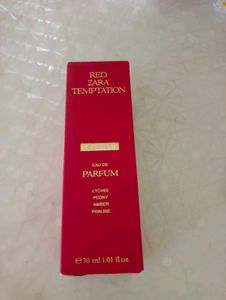 RED
ZARA
TEMPTATION
EAU DE
PARFUM
LYCHEE
PEONY
AMBER
PRALINE
℮ 30 ml 1.01 fl oz.